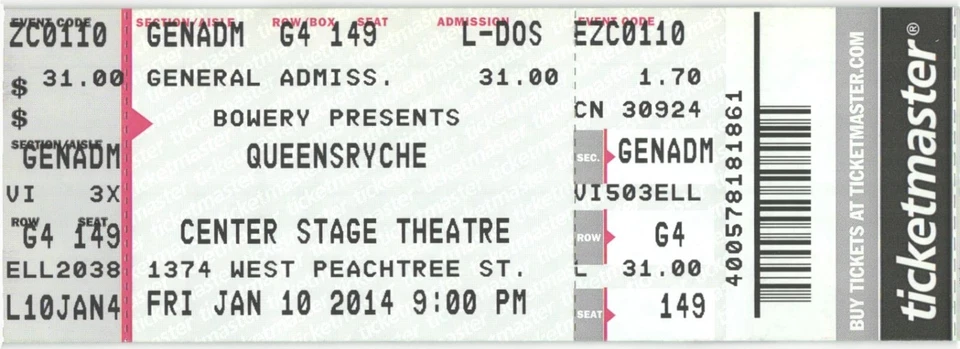 EVENT CODE
ZC0110
$ 31.00
$
SECTION/AISLE
GENADM
VI 3X
ROW SEAT
G4 149
ELL2038
L10JAN4
SECTION/AISLE ROW/BOX SEAT ADMISSION
GENADM G4 149 L-DOS
GENERAL ADMISS. 31.00
BOWERY PRESENTS
QUEENSRYCHE
CENTER STAGE THEATRE
1374 WEST PEACHTREE ST.
FRI JAN 10 2014 9:00 PM
EVENT CODE
EZC0110
1.70
CN 30924
SEC. GENADM
VI503ELL
ROW G4
L 31.00
SEAT 149
400578181861
BUY TICKETS AT TICKETMASTER.COM
ticketmaster®